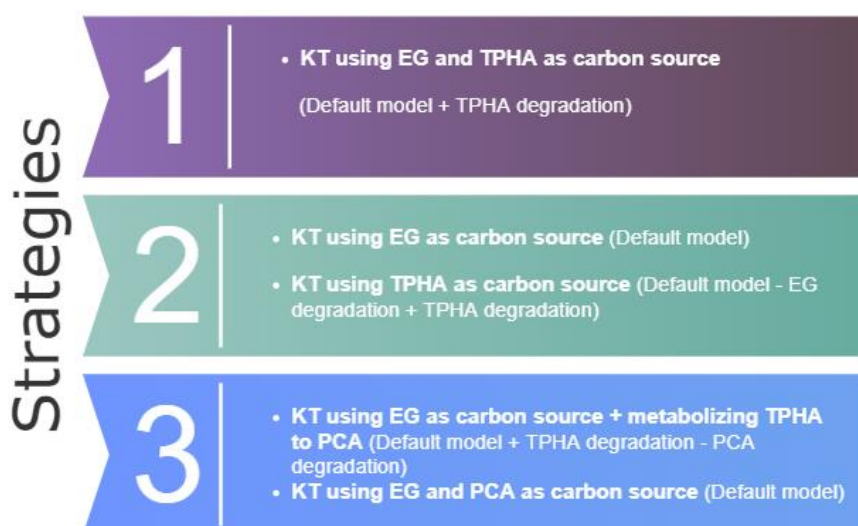 Strategies
1
• KT using EG and TPHA as carbon source
(Default model + TPHA degradation)
2
• KT using EG as carbon source (Default model)
• KT using TPHA as carbon source (Default model - EG
degradation + TPHA degradation)
3
• KT using EG as carbon source + metabolizing TPHA
to PCA (Default model + TPHA degradation - PCA
degradation)
• KT using EG and PCA as carbon source (Default model)